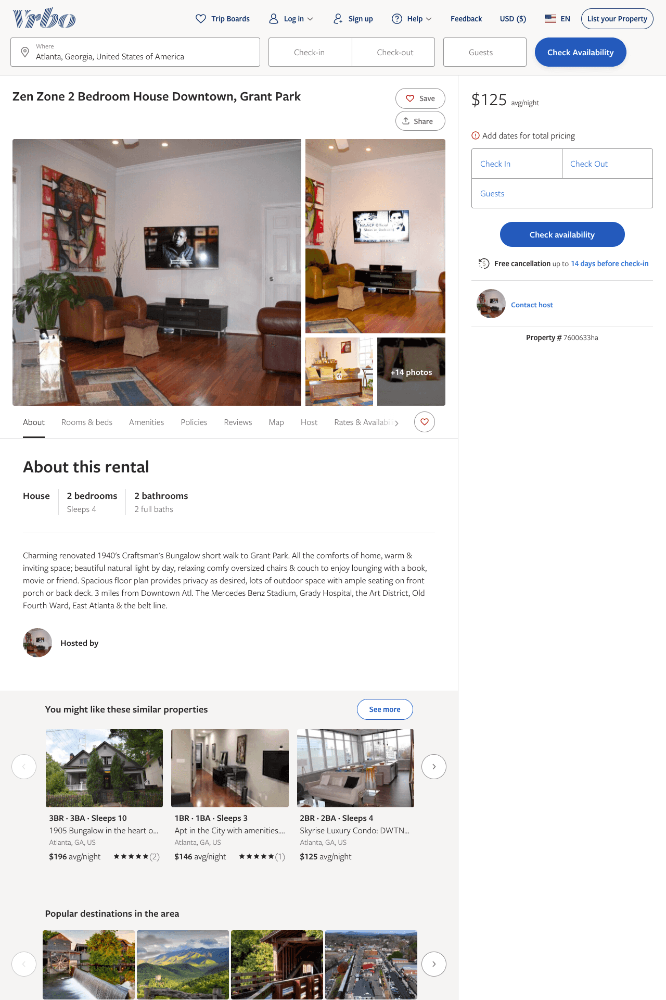 Vrbo
Trip Boards
Log in
Sign up
Help
Feedback
USD ($)
EN
List your Property
Where
Atlanta, Georgia, United States of America
Check-in
Check-out
Guests
Check Availability
Zen Zone 2 Bedroom House Downtown, Grant Park
Save
Share
$125 avg/night
Add dates for total pricing
Check In
Check Out
Guests
Check availability
Free cancellation up to 14 days before check-in
Contact host
Property # 7600633ha
NAACP Official
Slain in Jackson
+14 photos
About
Rooms & beds
Amenities
Policies
Reviews
Map
Host
Rates & Availabili
About this rental
House
2 bedrooms
Sleeps 4
2 bathrooms
2 full baths
Charming renovated 1940's Craftsman's Bungalow short walk to Grant Park. All the comforts of home, warm &
inviting space; beautiful natural light by day, relaxing comfy oversized chairs & couch to enjoy lounging with a book,
movie or friend. Spacious floor plan provides privacy as desired, lots of outdoor space with ample seating on front
porch or back deck. 3 miles from Downtown Atl. The Mercedes Benz Stadium, Grady Hospital, the Art District, Old
Fourth Ward, East Atlanta & the belt line.
Hosted by
You might like these similar properties
See more
3BR · 3BA · Sleeps 10
1905 Bungalow in the heart o...
Atlanta, GA, US
$196 avg/night
(2)
1BR · 1BA · Sleeps 3
Apt in the City with amenities....
Atlanta, GA, US
$146 avg/night
(1)
2BR · 2BA · Sleeps 4
Skyrise Luxury Condo: DWTN...
Atlanta, GA, US
$125 avg/night
Popular destinations in the area